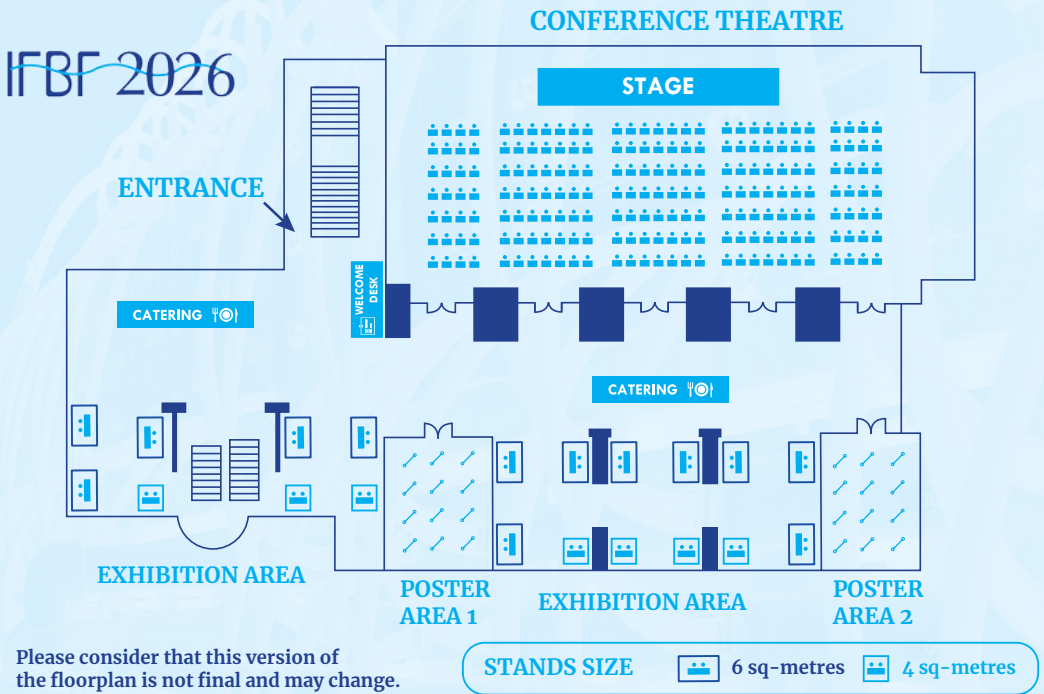 CONFERENCE THEATRE
IFBF 2026
STAGE
ENTRANCE
WELCOME
DESK
CATERING
CATERING
EXHIBITION AREA
POSTER
AREA 1
EXHIBITION AREA
POSTER
AREA 2
Please consider that this version of
the floorplan is not final and may change.
STANDS SIZE
6 sq-metres
4 sq-metres